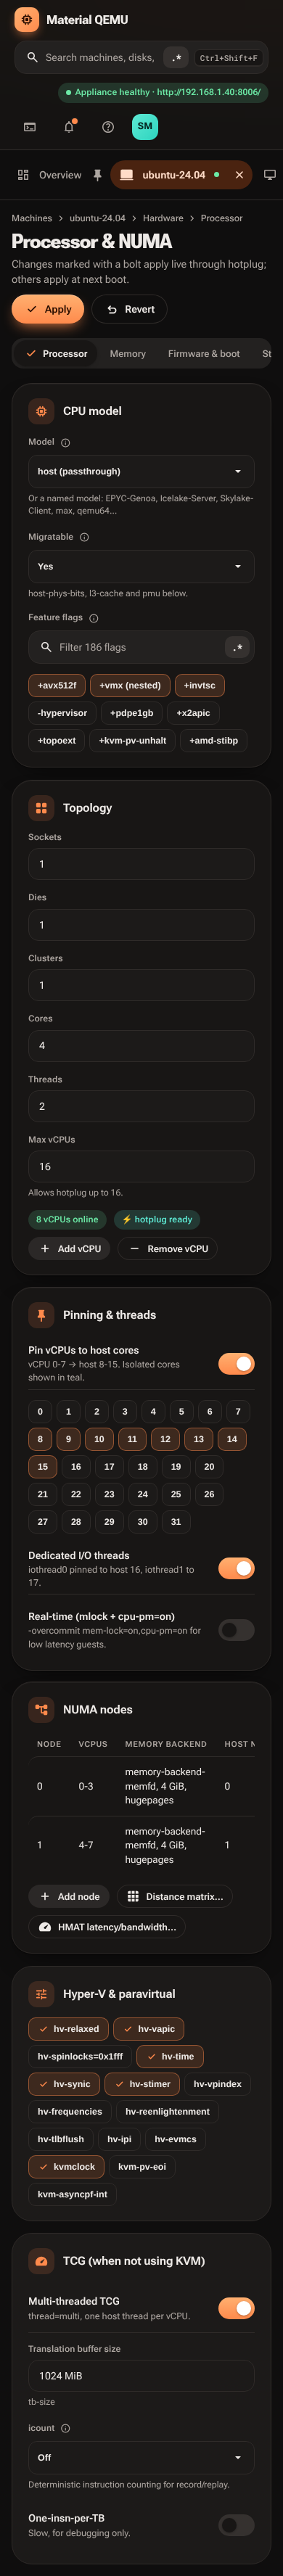 Material QEMU
Search machines, disks,
.*
Ctrl+Shift+F
Appliance healthy · http://192.168.1.40:8006/
SM
Overview
ubuntu-24.04
Machines > ubuntu-24.04 > Hardware > Processor
Processor & NUMA
Changes marked with a bolt apply live through hotplug;
others apply at next boot.
Apply
Revert
Processor
Memory
Firmware & boot
St
CPU model
Model
host (passthrough)
Or a named model: EPYC-Genoa, Icelake-Server, Skylake-
Client, max, qemu64...
Migratable
Yes
host-phys-bits, l3-cache and pmu below.
Feature flags
Filter 186 flags
.*
+avx512f
+vmx (nested)
+invtsc
-hypervisor
+pdpe1gb
+x2apic
+topoext
+kvm-pv-unhalt
+amd-stibp
Topology
Sockets
1
Dies
1
Clusters
1
Cores
4
Threads
2
Max vCPUs
16
Allows hotplug up to 16.
8 vCPUs online
⚡ hotplug ready
Add vCPU
Remove vCPU
Pinning & threads
Pin vCPUs to host cores
vCPU 0-7 → host 8-15. Isolated cores
shown in teal.
0 1 2 3 4 5 6 7
8 9 10 11 12 13 14
15 16 17 18 19 20
21 22 23 24 25 26
27 28 29 30 31
Dedicated I/O threads
iothread0 pinned to host 16, iothread1 to
17.
Real-time (mlock + cpu-pm=on)
-overcommit mem-lock=on,cpu-pm=on for
low latency guests.
NUMA nodes
NODE VCPUS MEMORY BACKEND HOST N
0 0-3 memory-backend-
memfd, 4 GiB,
hugepages 0
1 4-7 memory-backend-
memfd, 4 GiB,
hugepages 1
Add node
Distance matrix...
HMAT latency/bandwidth...
Hyper-V & paravirtual
hv-relaxed
hv-vapic
hv-spinlocks=0x1fff
hv-time
hv-synic
hv-stimer
hv-vpindex
hv-frequencies
hv-reenlightenment
hv-tlbflush
hv-ipi
hv-evmcs
kvmclock
kvm-pv-eoi
kvm-asyncpf-int
TCG (when not using KVM)
Multi-threaded TCG
thread=multi, one host thread per vCPU.
Translation buffer size
1024 MiB
tb-size
icount
Off
Deterministic instruction counting for record/replay.
One-insn-per-TB
Slow, for debugging only.